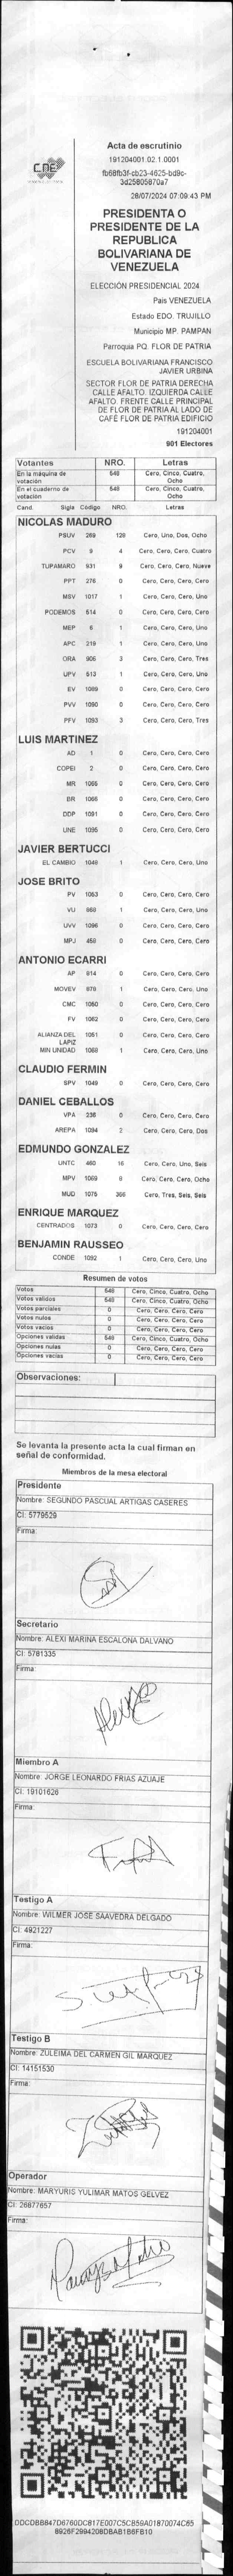 CNE
Acta de escrutinio
191204001.02.1.0001
fb68fb3f-cb23-4625-bd9c-
3d25805870a7
28/07/2024 07:09:43 PM
PRESIDENTA O
PRESIDENTE DE LA
REPUBLICA
BOLIVARIANA DE
VENEZUELA
ELECCIÓN PRESIDENCIAL 2024
Pais VENEZUELA
Estado EDO. TRUJILLO
Municipio MP. PAMPAN
Parroquia PQ. FLOR DE PATRIA
ESCUELA BOLIVARIANA FRANCISCO
JAVIER URBINA
SECTOR FLOR DE PATRIA DERECHA
CALLE AFALTO. IZQUIERDA CALLE
AFALTO. FRENTE CALLE PRINCIPAL
DE FLOR DE PATRIA AL LADO DE
CAFÉ FLOR DE PATRIA EDIFICIO
191204001
901 Electores
Votantes NRO. Letras
En la máquina de votación 548 Cero, Cinco, Cuatro, Ocho
En el cuaderno de votación 548 Cero, Cinco, Cuatro, Ocho
Cand. Sigla Código NRO. Letras
NICOLAS MADURO
PSUV 269 128 Cero, Uno, Dos, Ocho
PCV 9 4 Cero, Cero, Cero, Cuatro
TUPAMARO 931 9 Cero, Cero, Cero, Nueve
PPT 276 0 Cero, Cero, Cero, Cero
MSV 1017 1 Cero, Cero, Cero, Uno
PODEMOS 514 0 Cero, Cero, Cero, Cero
MEP 6 1 Cero, Cero, Cero, Uno
APC 219 1 Cero, Cero, Cero, Uno
ORA 906 3 Cero, Cero, Cero, Tres
UPV 513 1 Cero, Cero, Cero, Uno
EV 1089 0 Cero, Cero, Cero, Cero
PVV 1090 0 Cero, Cero, Cero, Cero
PFV 1093 3 Cero, Cero, Cero, Tres
LUIS MARTINEZ
AD 1 0 Cero, Cero, Cero, Cero
COPEI 2 0 Cero, Cero, Cero, Cero
MR 1065 0 Cero, Cero, Cero, Cero
BR 1066 0 Cero, Cero, Cero, Cero
DDP 1091 0 Cero, Cero, Cero, Cero
UNE 1095 0 Cero, Cero, Cero, Cero
JAVIER BERTUCCI
EL CAMBIO 1048 1 Cero, Cero, Cero, Uno
JOSE BRITO
PV 1063 0 Cero, Cero, Cero, Cero
VU 868 1 Cero, Cero, Cero, Uno
UVV 1096 0 Cero, Cero, Cero, Cero
MPJ 459 0 Cero, Cero, Cero, Cero
ANTONIO ECARRI
AP 914 0 Cero, Cero, Cero, Cero
MOVEV 879 1 Cero, Cero, Cero, Uno
CMC 1050 0 Cero, Cero, Cero, Cero
FV 1062 0 Cero, Cero, Cero, Cero
ALIANZA DEL LAPIZ 1051 0 Cero, Cero, Cero, Cero
MIN UNIDAD 1068 1 Cero, Cero, Cero, Uno
CLAUDIO FERMIN
SPV 1049 0 Cero, Cero, Cero, Cero
DANIEL CEBALLOS
VPA 236 0 Cero, Cero, Cero, Cero
AREPA 1094 2 Cero, Cero, Cero, Dos
EDMUNDO GONZALEZ
UNTC 460 16 Cero, Cero, Uno, Seis
MPV 1069 8 Cero, Cero, Cero, Ocho
MUD 1075 366 Cero, Tres, Seis, Seis
ENRIQUE MARQUEZ
CENTRADOS 1073 0 Cero, Cero, Cero, Cero
BENJAMIN RAUSSEO
CONDE 1092 1 Cero, Cero, Cero, Uno
Resumen de votos
Votos 548 Cero, Cinco, Cuatro, Ocho
Votos validos 548 Cero, Cinco, Cuatro, Ocho
Votos parciales 0 Cero, Cero, Cero, Cero
Votos nulos 0 Cero, Cero, Cero, Cero
Votos vacios 0 Cero, Cero, Cero, Cero
Opciones validas 548 Cero, Cinco, Cuatro, Ocho
Opciones nulas 0 Cero, Cero, Cero, Cero
Opciones vacias 0 Cero, Cero, Cero, Cero
Observaciones:
Se levanta la presente acta la cual firman en
señal de conformidad.
Miembros de la mesa electoral
Presidente
Nombre: SEGUNDO PASCUAL ARTIGAS CASERES
CI: 5779529
Firma:
Secretario
Nombre: ALEXI MARINA ESCALONA DALVANO
CI: 5781335
Firma:
Miembro A
Nombre: JORGE LEONARDO FRIAS AZUAJE
CI: 19101626
Firma:
Testigo A
Nombre: WILMER JOSE SAAVEDRA DELGADO
CI: 4921227
Firma:
Testigo B
Nombre: ZULEIMA DEL CARMEN GIL MARQUEZ
CI: 14151530
Firma:
Operador
Nombre: MARYURIS YULIMAR MATOS GELVEZ
CI: 26877657
Firma:
DDCDBB847D6760DC817E007C5CB59A01870074C65
8926F2994208DBAB1B6FB10